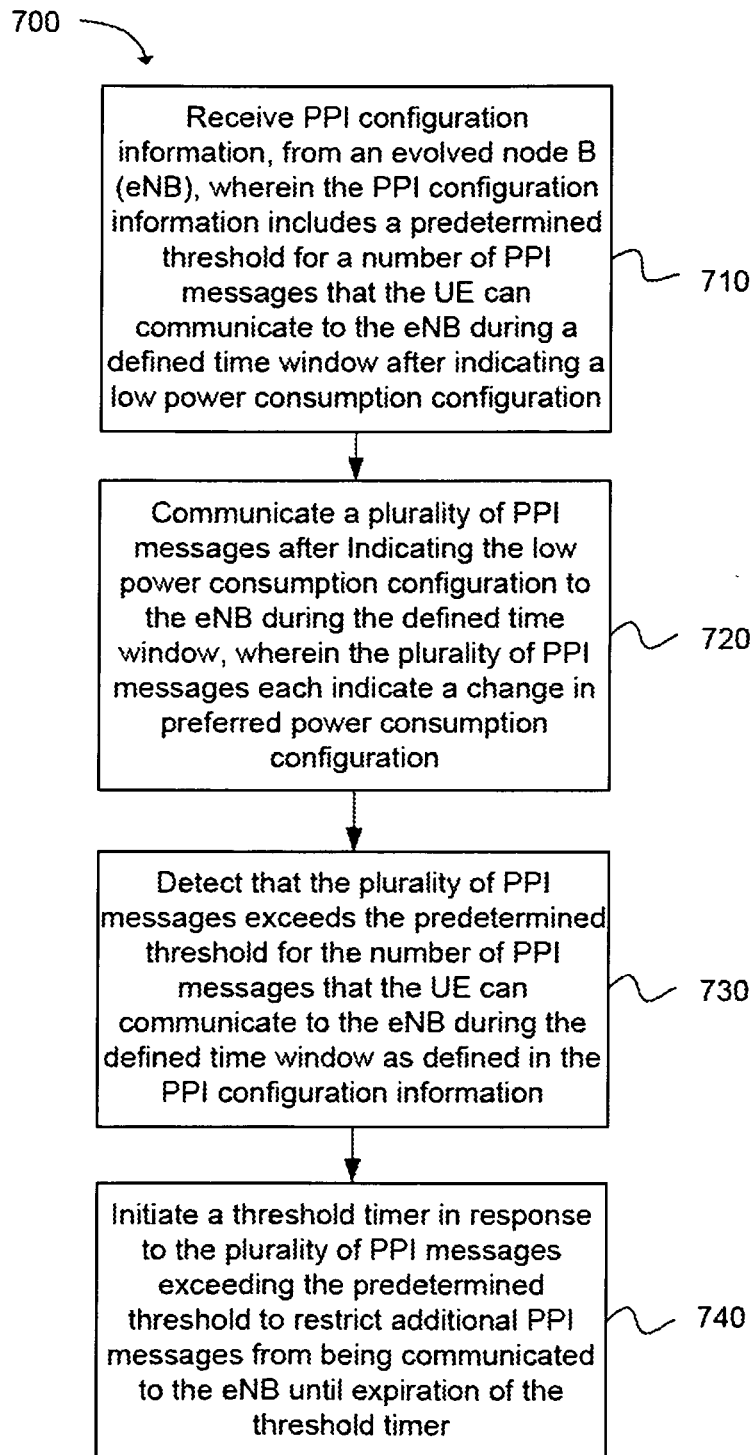 700
Receive PPI configuration
information, from an evolved node B
(eNB), wherein the PPI configuration
information includes a predetermined
threshold for a number of PPI
messages that the UE can
communicate to the eNB during a
defined time window after indicating a
low power consumption configuration
710
Communicate a plurality of PPI
messages after Indicating the low
power consumption configuration to
the eNB during the defined time
window, wherein the plurality of PPI
messages each indicate a change in
preferred power consumption
configuration
720
Detect that the plurality of PPI
messages exceeds the predetermined
threshold for the number of PPI
messages that the UE can
communicate to the eNB during the
defined time window as defined in the
PPI configuration information
730
Initiate a threshold timer in response
to the plurality of PPI messages
exceeding the predetermined
threshold to restrict additional PPI
messages from being communicated
to the eNB until expiration of the
threshold timer
740